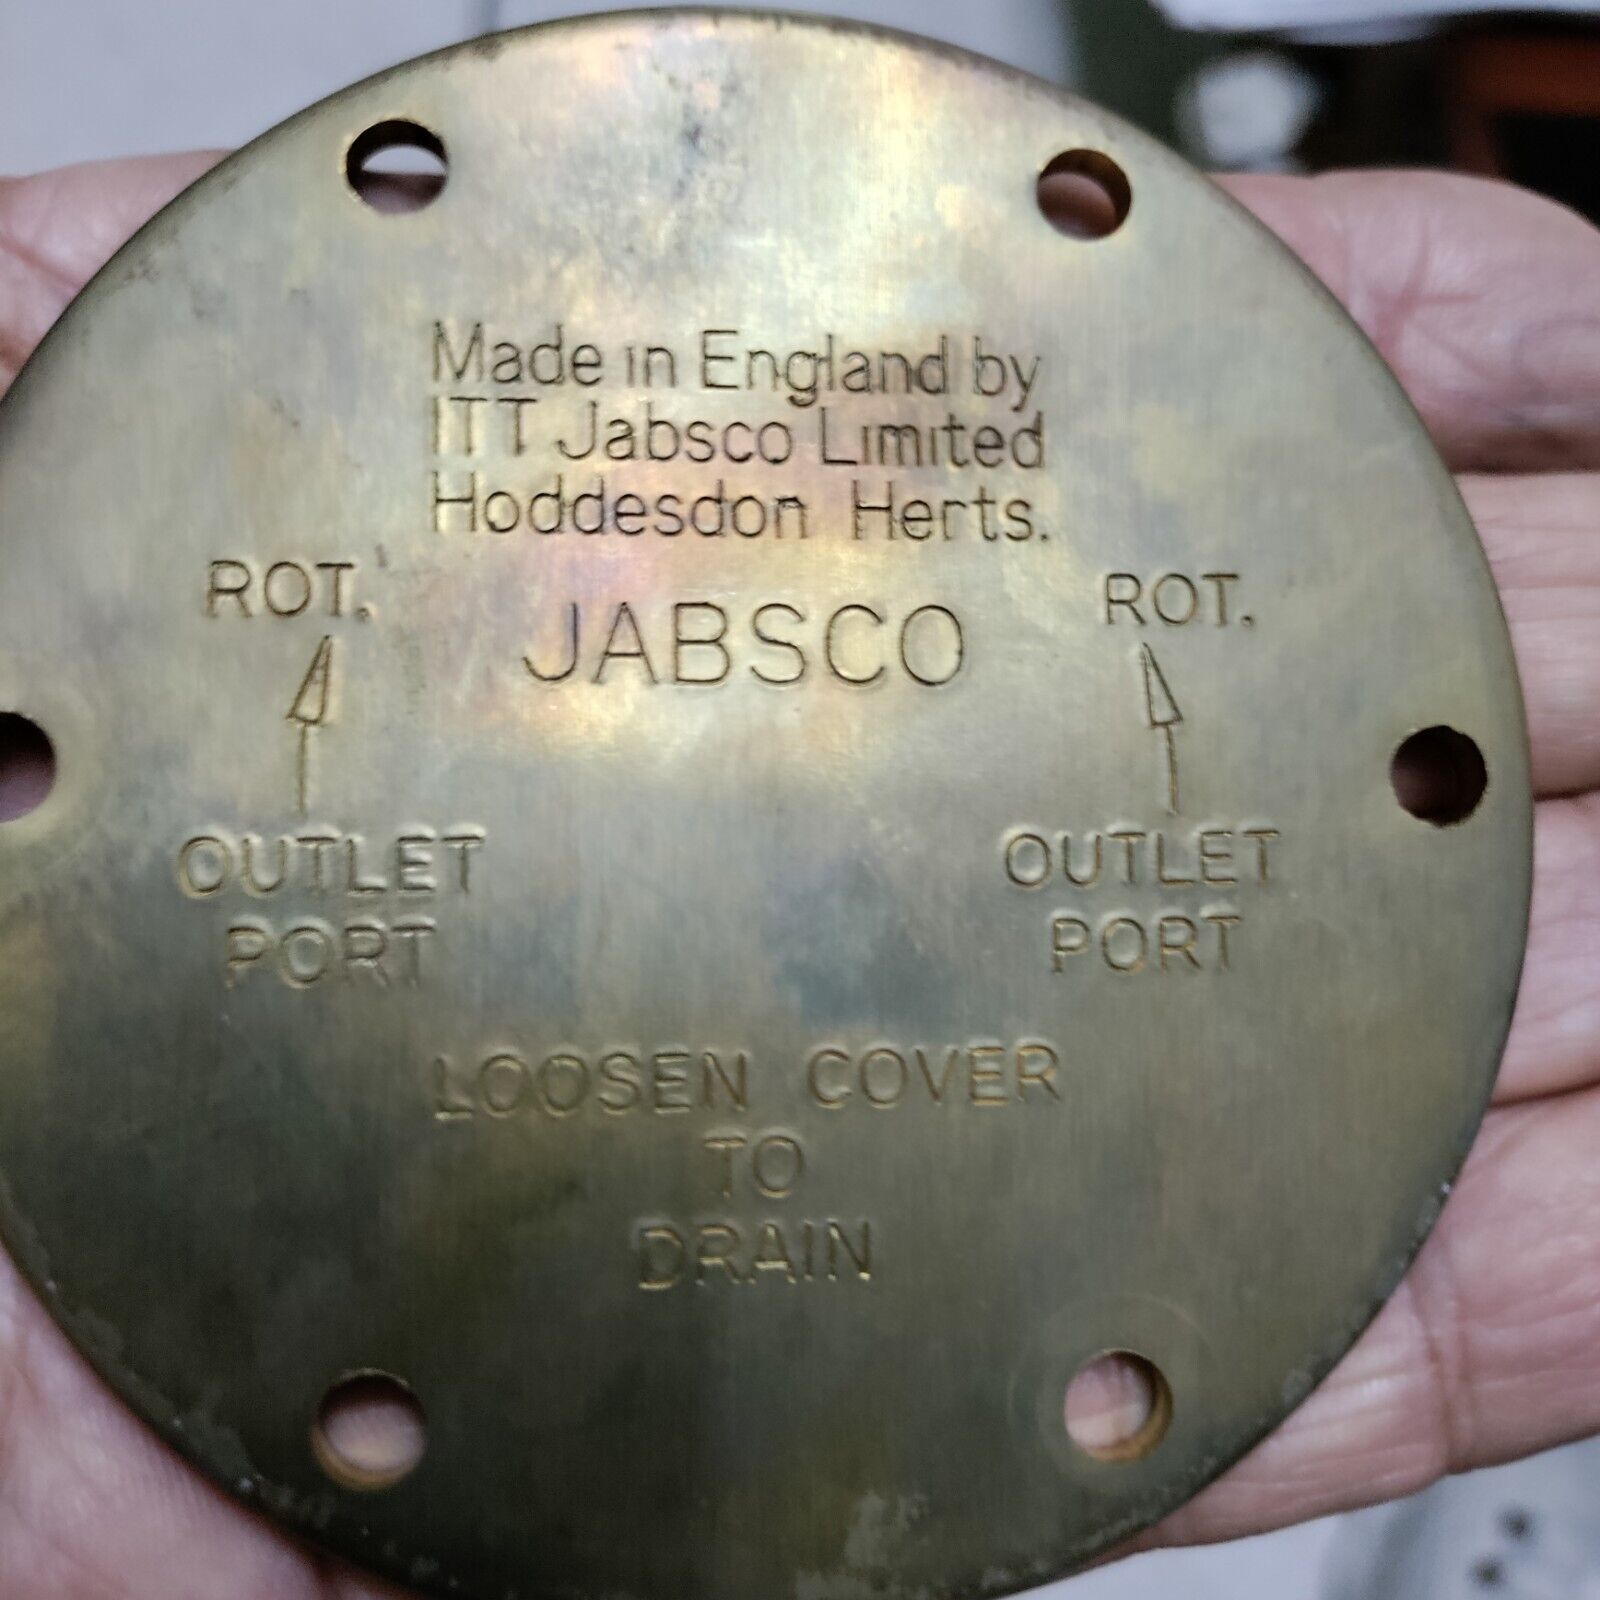 Made in England by
ITT Jabsco Limited
Hoddesdon Herts.
ROT. ROT.
JABSCO
OUTLET OUTLET
PORT PORT
LOOSEN COVER
TO
DRAIN